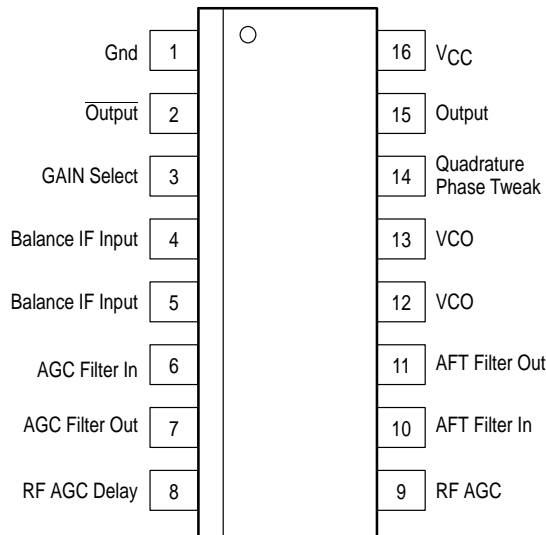 Gnd 1 16 VCC
Output 2 15 Output
GAIN Select 3 14 Quadrature
Phase Tweak
Balance IF Input 4 13 VCO
Balance IF Input 5 12 VCO
AGC Filter In 6 11 AFT Filter Out
AGC Filter Out 7 10 AFT Filter In
RF AGC Delay 8 9 RF AGC